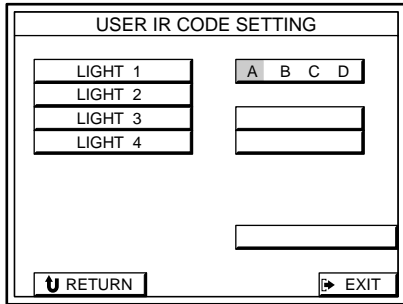 USER IR CODE SETTING
LIGHT 1
A B C D
LIGHT 2
LIGHT 3
LIGHT 4
RETURN
EXIT